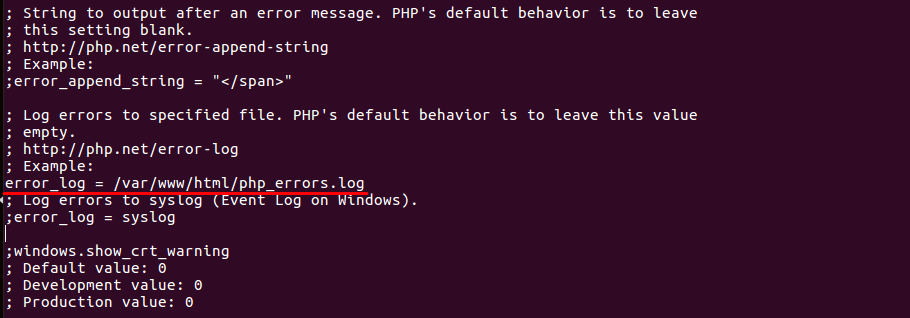 ; String to output after an error message. PHP's default behavior is to leave
; this setting blank.
; http://php.net/error-append-string
; Example:
;error_append_string = "</span>"
; Log errors to specified file. PHP's default behavior is to leave this value
; empty.
; http://php.net/error-log
; Example:
error_log = /var/www/html/php_errors.log
; Log errors to syslog (Event Log on Windows).
;error_log = syslog
;windows.show_crt_warning
; Default value: 0
; Development value: 0
; Production value: 0